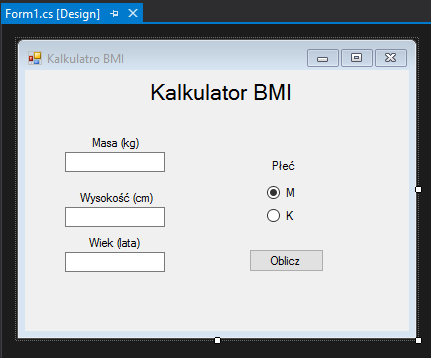 Form1.cs [Design]
Kalkulatro BMI
Kalkulator BMI
Masa (kg)
Płeć
M
Wysokość (cm)
K
Wiek (lata)
Oblicz